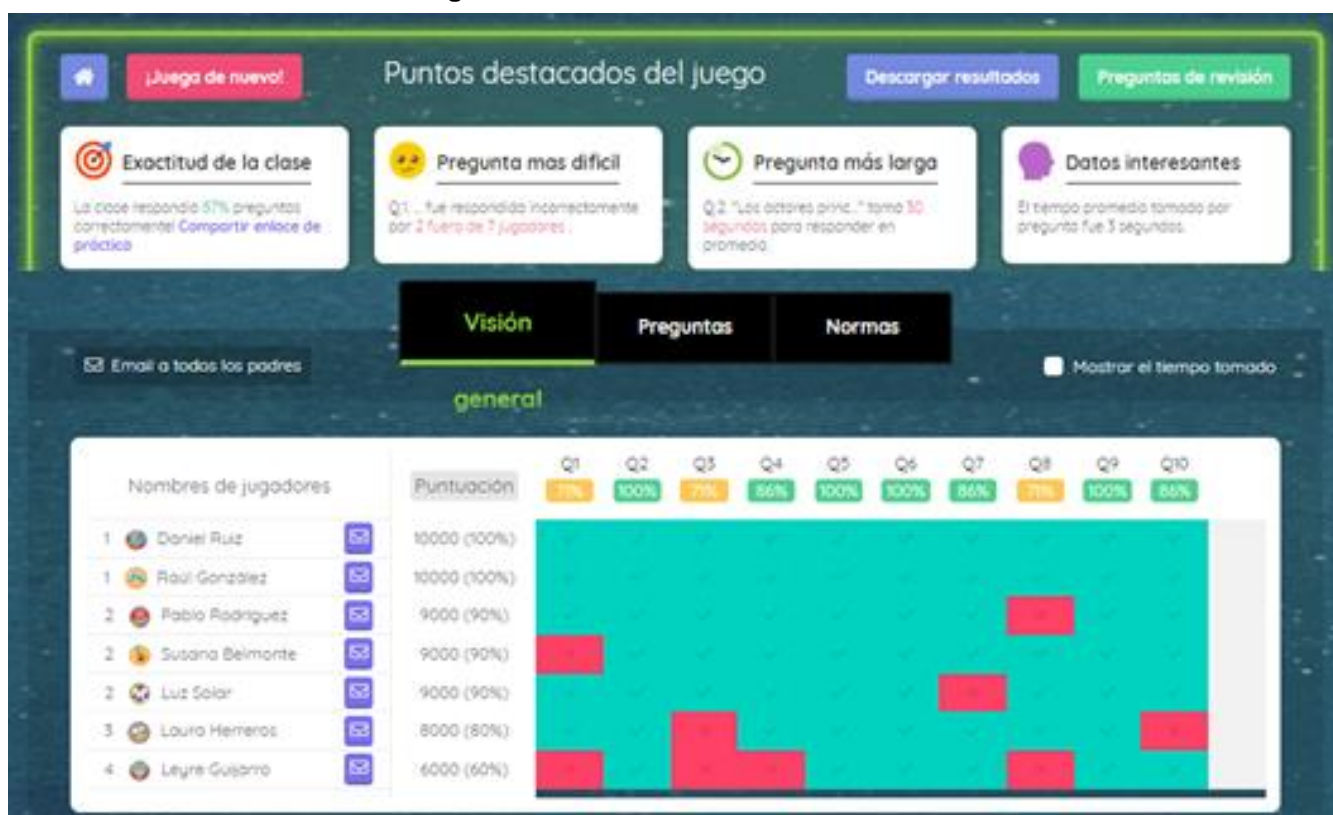 ¡Juega de nuevo!
Puntos destacados del juego
Descargar resultados
Preguntas de revisión
Exactitud de la clase
La clase respondió 87% preguntas
correctamente! Compartir enlace de
práctica
Pregunta mas dificil
Q1 ... fue respondida incorrectamente
por 2 fuera de 7 jugadores .
Pregunta más larga
Q.2 "Los actores princ..." tomó 30
segundos para responder en
promedio.
Datos interesantes
El tiempo promedio tomado por
pregunta fue 3 segundos.
Visión
general
Preguntas
Normas
Email a todos los padres
Mostrar el tiempo tomado
Nombres de jugadores
Puntuación
Q1 Q2 Q3 Q4 Q5 Q6 Q7 Q8 Q9 Q10
71% 100% 71% 86% 100% 100% 86% 71% 100% 86%
1 Daniel Ruiz 10000 (100%)
1 Raúl González 10000 (100%)
2 Pablo Rodriguez 9000 (90%)
2 Susana Belmonte 9000 (90%)
2 Luz Solar 9000 (90%)
3 Laura Herreros 8000 (80%)
4 Leyre Guijarro 6000 (60%)